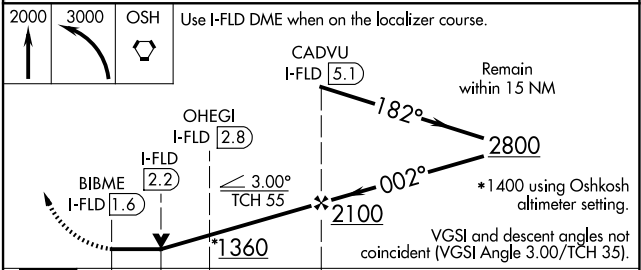 2000
3000
OSH
Use I-FLD DME when on the localizer course.
CADVU
I-FLD 5.1
Remain
within 15 NM
182°
OHEGI
I-FLD 2.8
2800
I-FLD
2.2
BIBME
I-FLD 1.6
3.00°
TCH 55
002°
*1400 using Oshkosh
altimeter setting.
2100
*1360
VGSI and descent angles not
coincident (VGSI Angle 3.00/TCH 35).